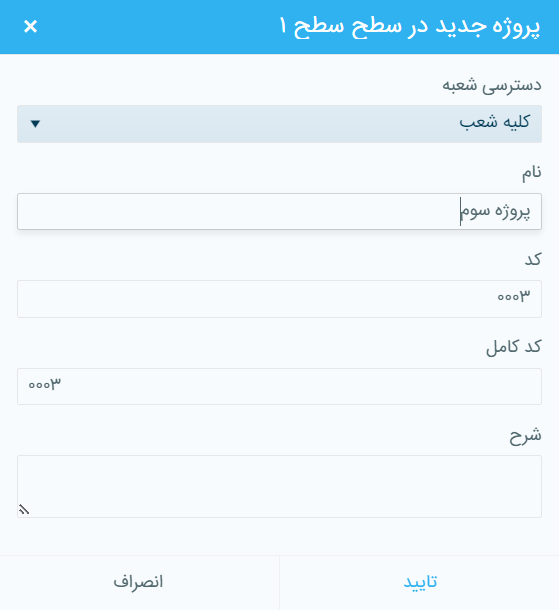 پروژه جدید در سطح سطح ۱
دسترسی شعبه
کلیه شعب
نام
پروژه سوم
کد
۰۰۰۳
کد کامل
۰۰۰۳
شرح
تایید
انصراف